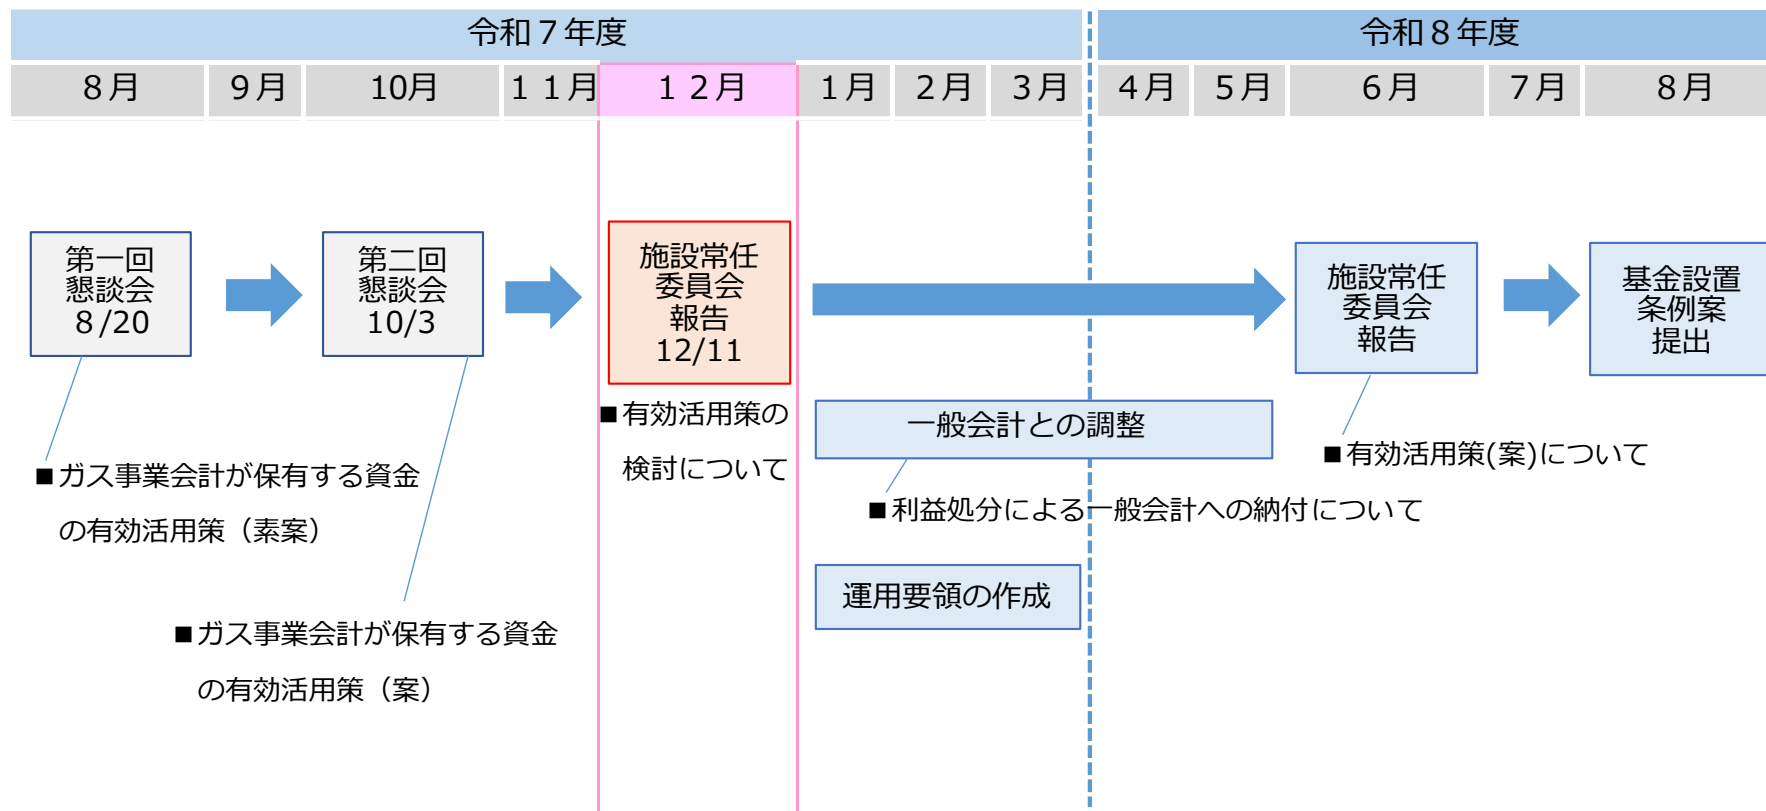 令和７年度
令和８年度
８月
９月
10月
１１月
１２月
１月
２月
３月
４月
５月
６月
７月
８月
第一回
懇談会
８/20
第二回
懇談会
10/3
施設常任
委員会
報告
12/11
施設常任
委員会
報告
基金設置
条例案
提出
■有効活用策の
検討について
一般会計との調整
■有効活用策(案)について
■ガス事業会計が保有する資金
の有効活用策（素案）
■利益処分による一般会計への納付について
運用要領の作成
■ガス事業会計が保有する資金
の有効活用策（案）